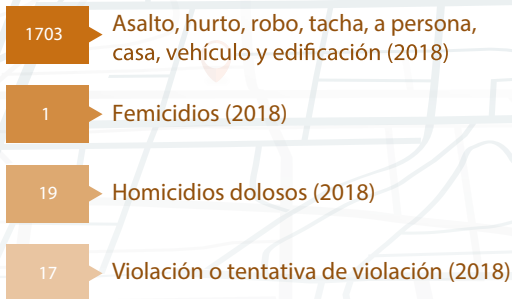 1703
Asalto, hurto, robo, tacha, a persona,
casa, vehículo y edificación (2018)
1
Femicidios (2018)
19
Homicidios dolosos (2018)
17
Violación o tentativa de violación (2018)